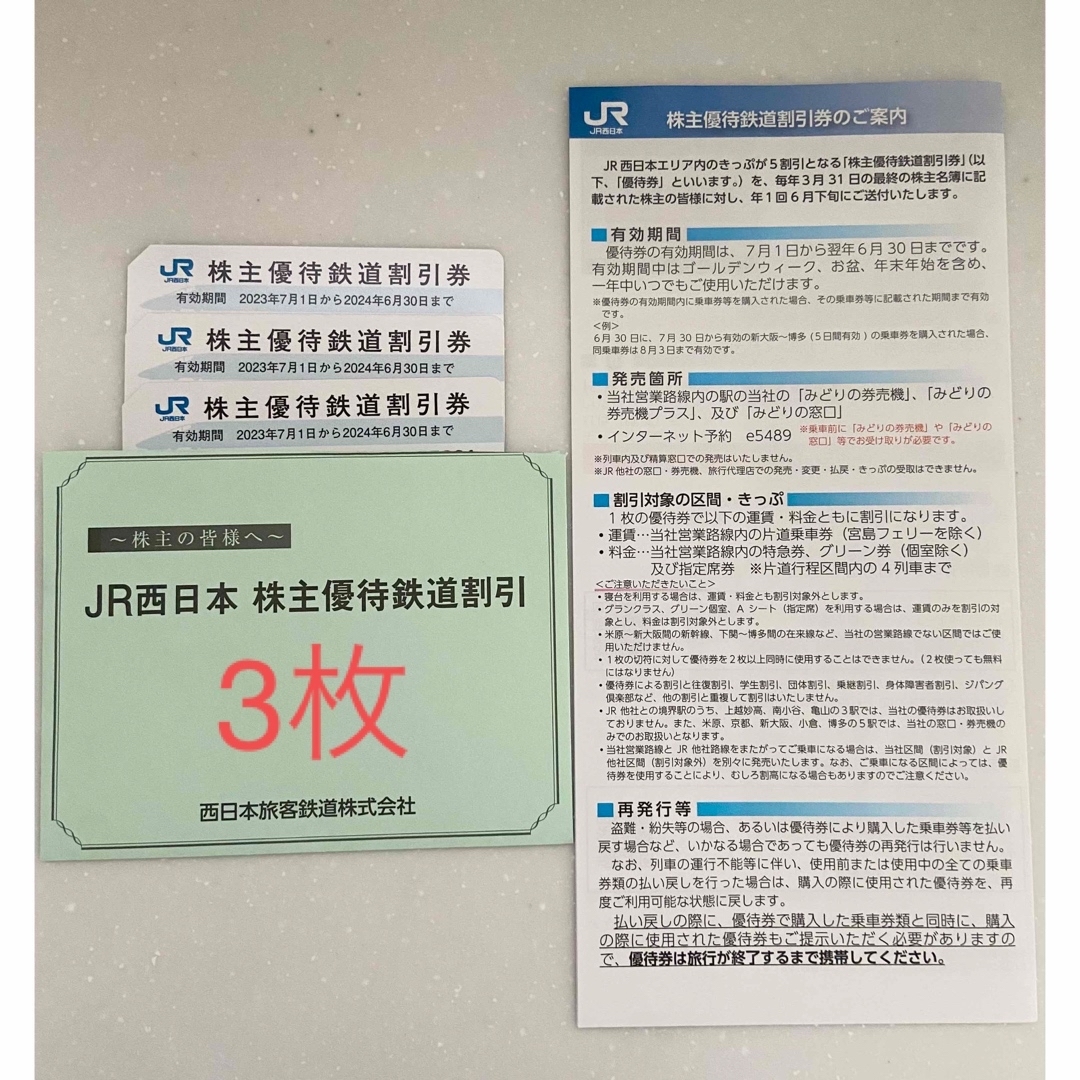 JR
JR西日本
株主優待鉄道割引券
有効期間 2023年7月1日から2024年6月30日まで
JR
JR西日本
株主優待鉄道割引券
有効期間 2023年7月1日から2024年6月30日まで
JR
JR西日本
株主優待鉄道割引券
有効期間 2023年7月1日から2024年6月30日まで
~株主の皆様へ~
JR西日本 株主優待鉄道割引
3枚
西日本旅客鉄道株式会社
JR
JR西日本
株主優待鉄道割引券のご案内
JR 西日本エリア内のきっぷが5割引となる「株主優待鉄道割引券」(以
下、「優待券」といいます。)を、毎年3月31日の最終の株主名簿に記
載された株主の皆様に対し、年1回6月下旬にご送付いたします。
■有効期間
優待券の有効期間は、7月1日から翌年6月30日までです。
有効期間中はゴールデンウィーク、お盆、年末年始を含め、
一年中いつでもご使用いただけます。
※優待券の有効期間内に乗車券等を購入された場合、その乗車券等に記載された期間まで有効
です。
<例>
6月30日に、7月30日から有効の新大阪~博多(5日間有効)の乗車券を購入された場合、
同乗車券は8月3日まで有効です。
■発売箇所
・当社営業路線内の駅の当社の「みどりの券売機」、「みどりの
券売機プラス」、及び「みどりの窓口」
・インターネット予約 e5489 ※乗車前に「みどりの券売機」や「みどりの
窓口」等でお受け取りが必要です。
※列車内及び精算窓口での発売はいたしません。
※JR他社の窓口・券売機、旅行代理店での発売・変更・払戻・きっぷの受取はできません。
■割引対象の区間・きっぷ
1枚の優待券で以下の運賃・料金ともに割引になります。
・運賃…当社営業路線内の片道乗車券(宮島フェリーを除く)
・料金…当社営業路線内の特急券、グリーン券(個室除く)
及び指定席券 ※片道行程区間内の4列車まで
<ご注意いただきたいこと>
・寝台を利用する場合は、運賃・料金とも割引対象外とします。
・グランクラス、グリーン個室、Aシート(指定席)を利用する場合は、運賃のみを割引の対
象とし、料金は割引対象外とします。
・米原~新大阪間の新幹線、下関~博多間の在来線など、当社の営業路線でない区間ではご使
用いただけません。
・1枚の切符に対して優待券を2枚以上同時に使用することはできません。(2枚使っても無料
にはなりません)
・優待券による割引と往復割引、学生割引、団体割引、乗継割引、身体障害者割引、ジパング
倶楽部など、他の割引と重複して割引はいたしません。
・JR他社との境界駅のうち、上越妙高、南小谷、亀山の3駅では、当社の優待券はお取扱いし
ておりません。また、米原、京都、新大阪、小倉、博多の5駅では、当社の窓口・券売機の
みでのお取扱いとなります。
・当社営業路線とJR他社路線をまたがってご乗車になる場合は、当社区間(割引対象)とJR
他社区間(割引対象外)を別々に発売いたします。なお、ご乗車になる区間によっては、優
待券を使用することにより、むしろ割高になる場合もありますのでご注意ください。
■再発行等
盗難・紛失等の場合、あるいは優待券により購入した乗車券等を払い
戻す場合など、いかなる場合であっても優待券の再発行は行いません。
なお、列車の運行不能等に伴い、使用前または使用中の全ての乗車
券類の払い戻しを行った場合は、購入の際に使用された優待券を、再
度ご利用可能な状態に戻します。
払い戻しの際に、優待券で購入した乗車券類と同時に、購入
の際に使用された優待券もご提示いただく必要がありますの
で、優待券は旅行が終了するまで携帯してください。